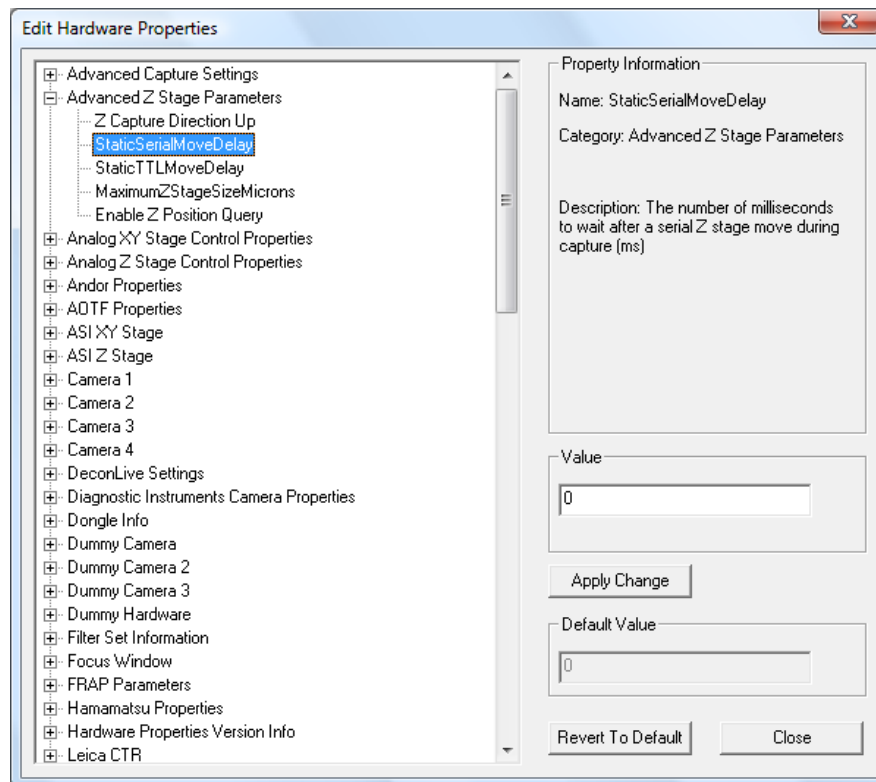 Edit Hardware Properties
Advanced Capture Settings
Advanced Z Stage Parameters
Z Capture Direction Up
StaticSerialMoveDelay
StaticTTLMoveDelay
MaximumZStageSizeMicrons
Enable Z Position Query
Analog XY Stage Control Properties
Analog Z Stage Control Properties
Andor Properties
AOTF Properties
ASI XY Stage
ASI Z Stage
Camera 1
Camera 2
Camera 3
Camera 4
DeconLive Settings
Diagnostic Instruments Camera Properties
Dongle Info
Dummy Camera
Dummy Camera 2
Dummy Camera 3
Dummy Hardware
Filter Set Information
Focus Window
FRAP Parameters
Hamamatsu Properties
Hardware Properties Version Info
Leica CTR
Property Information
Name: StaticSerialMoveDelay
Category: Advanced Z Stage Parameters
Description: The number of milliseconds
to wait after a serial Z stage move during
capture (ms)
Value
0
Apply Change
Default Value
0
Revert To Default
Close